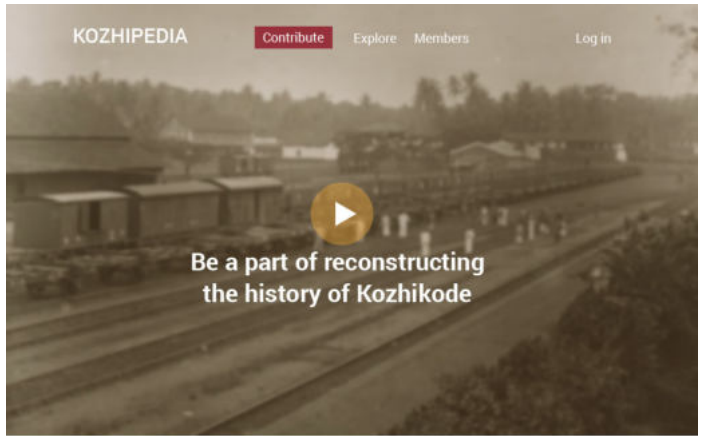 KOZHIPEDIA
Contribute
Explore
Members
Log in
Be a part of reconstructing
the history of Kozhikode